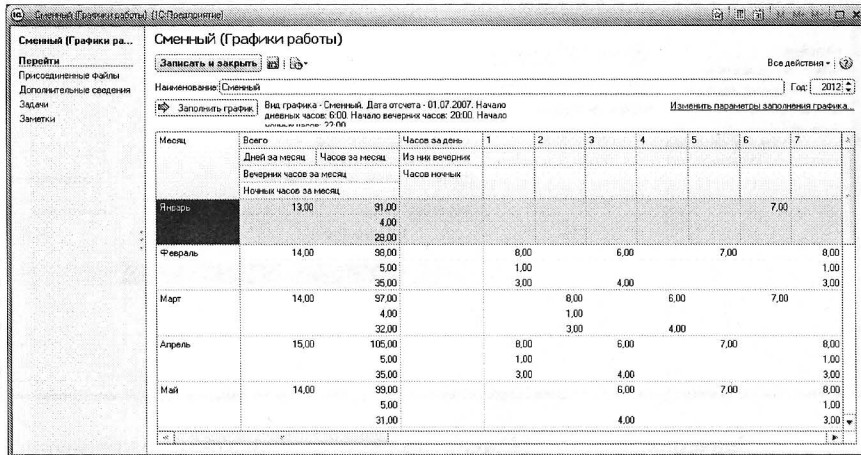 Сменный (Графики работы) (1С:Предприятие)
M M+ M-
Сменный (Графики ра...
Перейти
Присоединенные файлы
Дополнительные сведения
Задачи
Заметки
Сменный (Графики работы)
Записать и закрыть
Все действия
Наименование: Сменный
Год: 2012
Заполнить график
Вид графика - Сменный. Дата отсчета - 01.07.2007. Начало
дневных часов: 6:00. Начало вечерних часов: 20:00. Начало
ночных часов: 22:00
Изменить параметры заполнения графика...
Месяц Всего Часов за день 1 2 3 4 5 6 7
Дней за месяц Часов за месяц Из них вечерних
Вечерних часов за месяц Часов ночных
Ночных часов за месяц
Январь 13,00 91,00 7,00
4,00
28,00
Февраль 14,00 98,00 8,00 6,00 7,00 8,00
5,00 1,00 1,00
35,00 3,00 4,00 3,00
Март 14,00 97,00 8,00 6,00 7,00
4,00 1,00
32,00 3,00 4,00
Апрель 15,00 105,00 8,00 6,00 7,00 8,00
5,00 1,00 1,00
35,00 3,00 4,00 3,00
Май 14,00 99,00 6,00 7,00 8,00
5,00 1,00
31,00 4,00 3,00